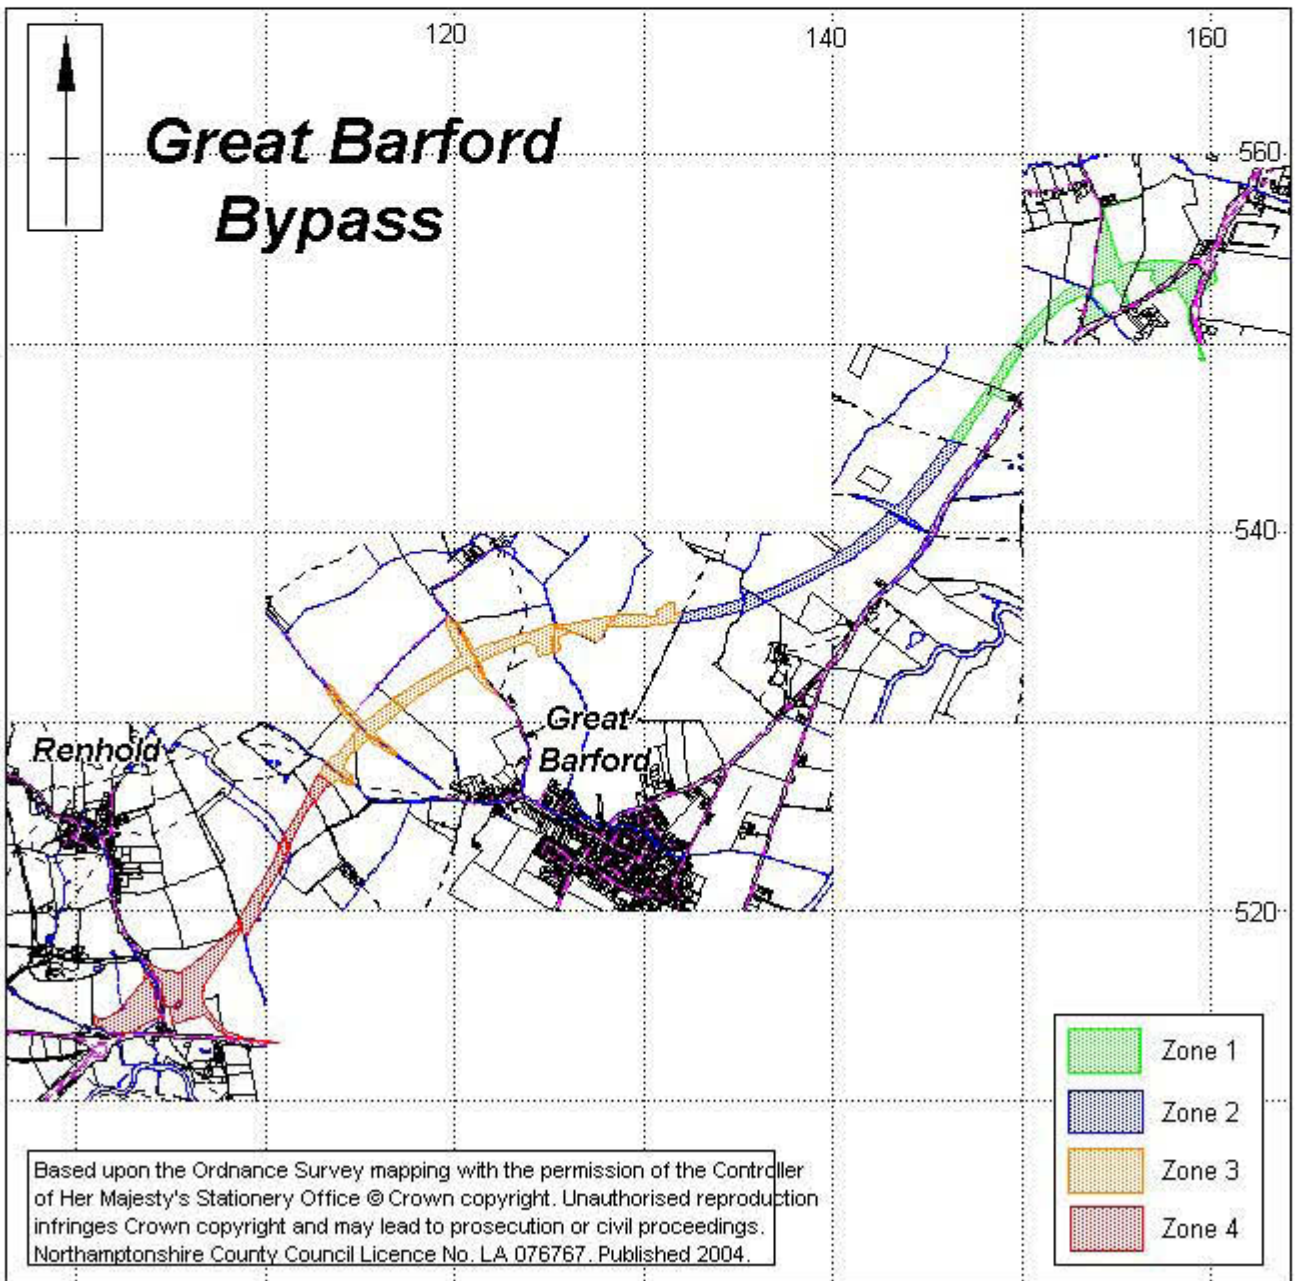 120
140
160
Great Barford
Bypass
560
540
Great
Barford
Renhold
520
Zone 1
Zone 2
Zone 3
Zone 4
Based upon the Ordnance Survey mapping with the permission of the Controller
of Her Majesty's Stationery Office © Crown copyright. Unauthorised reproduction
infringes Crown copyright and may lead to prosecution or civil proceedings.
Northamptonshire County Council Licence No. LA 076767. Published 2004.